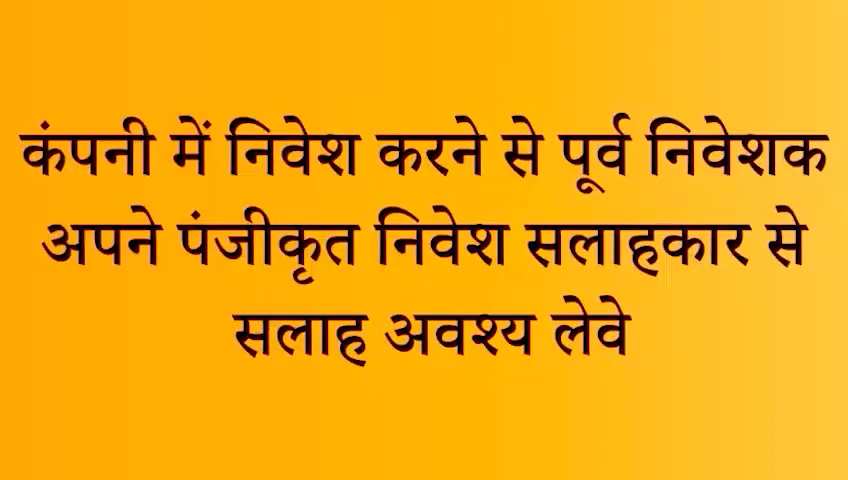 कंपनी में निवेश करने से पूर्व निवेशक
अपने पंजीकृत निवेश सलाहकार से
सलाह अवश्य लेवे